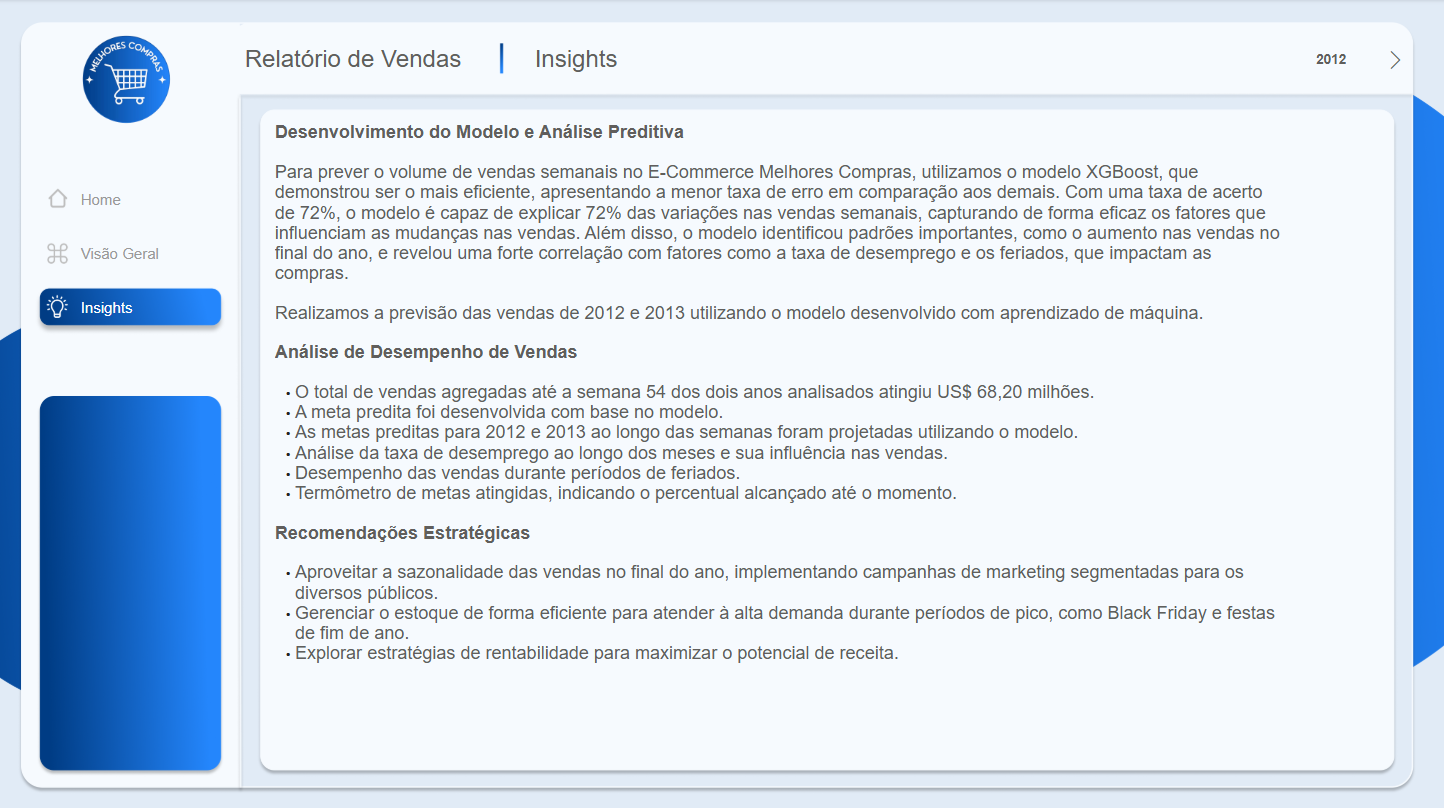 MELHORES COMPRAS
Relatório de Vendas
Insights
2012
Home
Visão Geral
Insights
Desenvolvimento do Modelo e Análise Preditiva
Para prever o volume de vendas semanais no E-Commerce Melhores Compras, utilizamos o modelo XGBoost, que
demonstrou ser o mais eficiente, apresentando a menor taxa de erro em comparação aos demais. Com uma taxa de acerto
de 72%, o modelo é capaz de explicar 72% das variações nas vendas semanais, capturando de forma eficaz os fatores que
influenciam as mudanças nas vendas. Além disso, o modelo identificou padrões importantes, como o aumento nas vendas no
final do ano, e revelou uma forte correlação com fatores como a taxa de desemprego e os feriados, que impactam as
compras.
Realizamos a previsão das vendas de 2012 e 2013 utilizando o modelo desenvolvido com aprendizado de máquina.
Análise de Desempenho de Vendas
• O total de vendas agregadas até a semana 54 dos dois anos analisados atingiu US$ 68,20 milhões.
• A meta predita foi desenvolvida com base no modelo.
• As metas preditas para 2012 e 2013 ao longo das semanas foram projetadas utilizando o modelo.
• Análise da taxa de desemprego ao longo dos meses e sua influência nas vendas.
• Desempenho das vendas durante períodos de feriados.
• Termômetro de metas atingidas, indicando o percentual alcançado até o momento.
Recomendações Estratégicas
• Aproveitar a sazonalidade das vendas no final do ano, implementando campanhas de marketing segmentadas para os
diversos públicos.
• Gerenciar o estoque de forma eficiente para atender à alta demanda durante períodos de pico, como Black Friday e festas
de fim de ano.
• Explorar estratégias de rentabilidade para maximizar o potencial de receita.